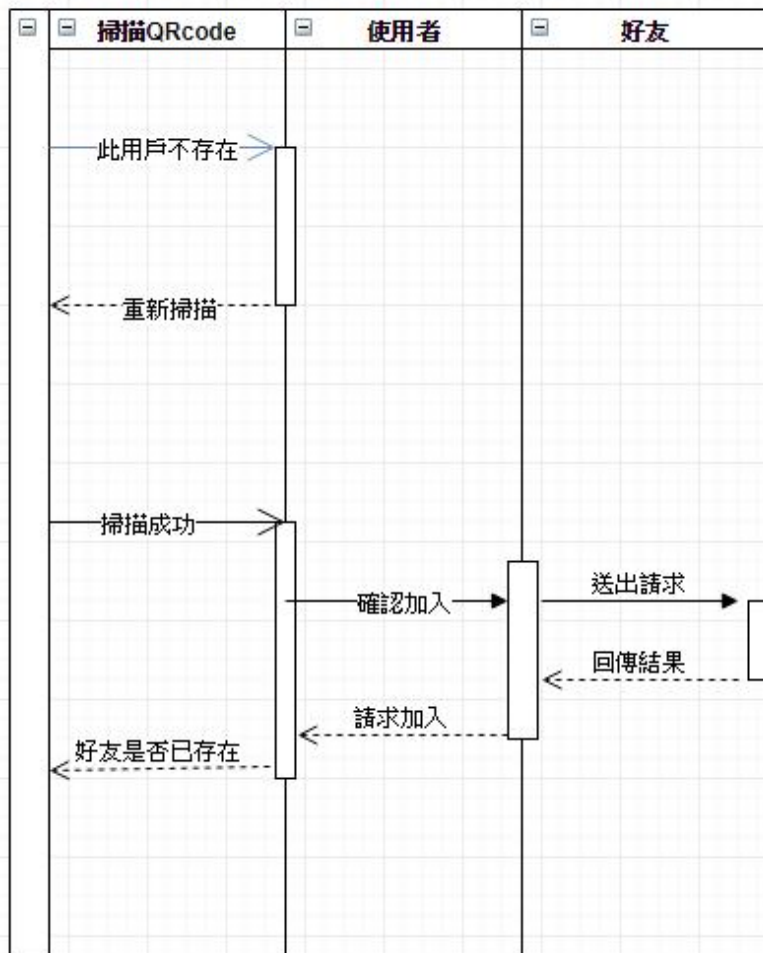 掃描QRcode
使用者
好友
此用戶不存在
重新掃描
掃描成功
確認加入
送出請求
回傳結果
請求加入
好友是否已存在